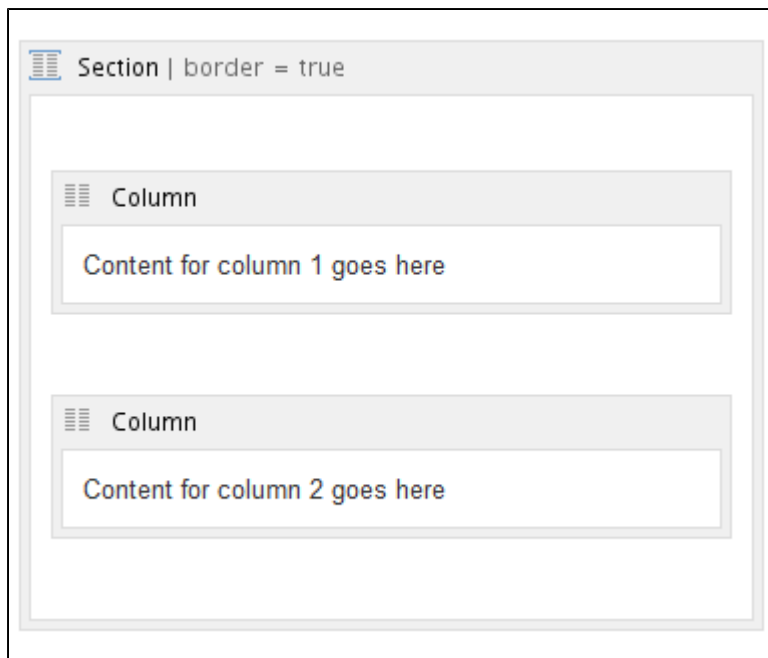 Section | border = true
Column
Content for column 1 goes here
Column
Content for column 2 goes here